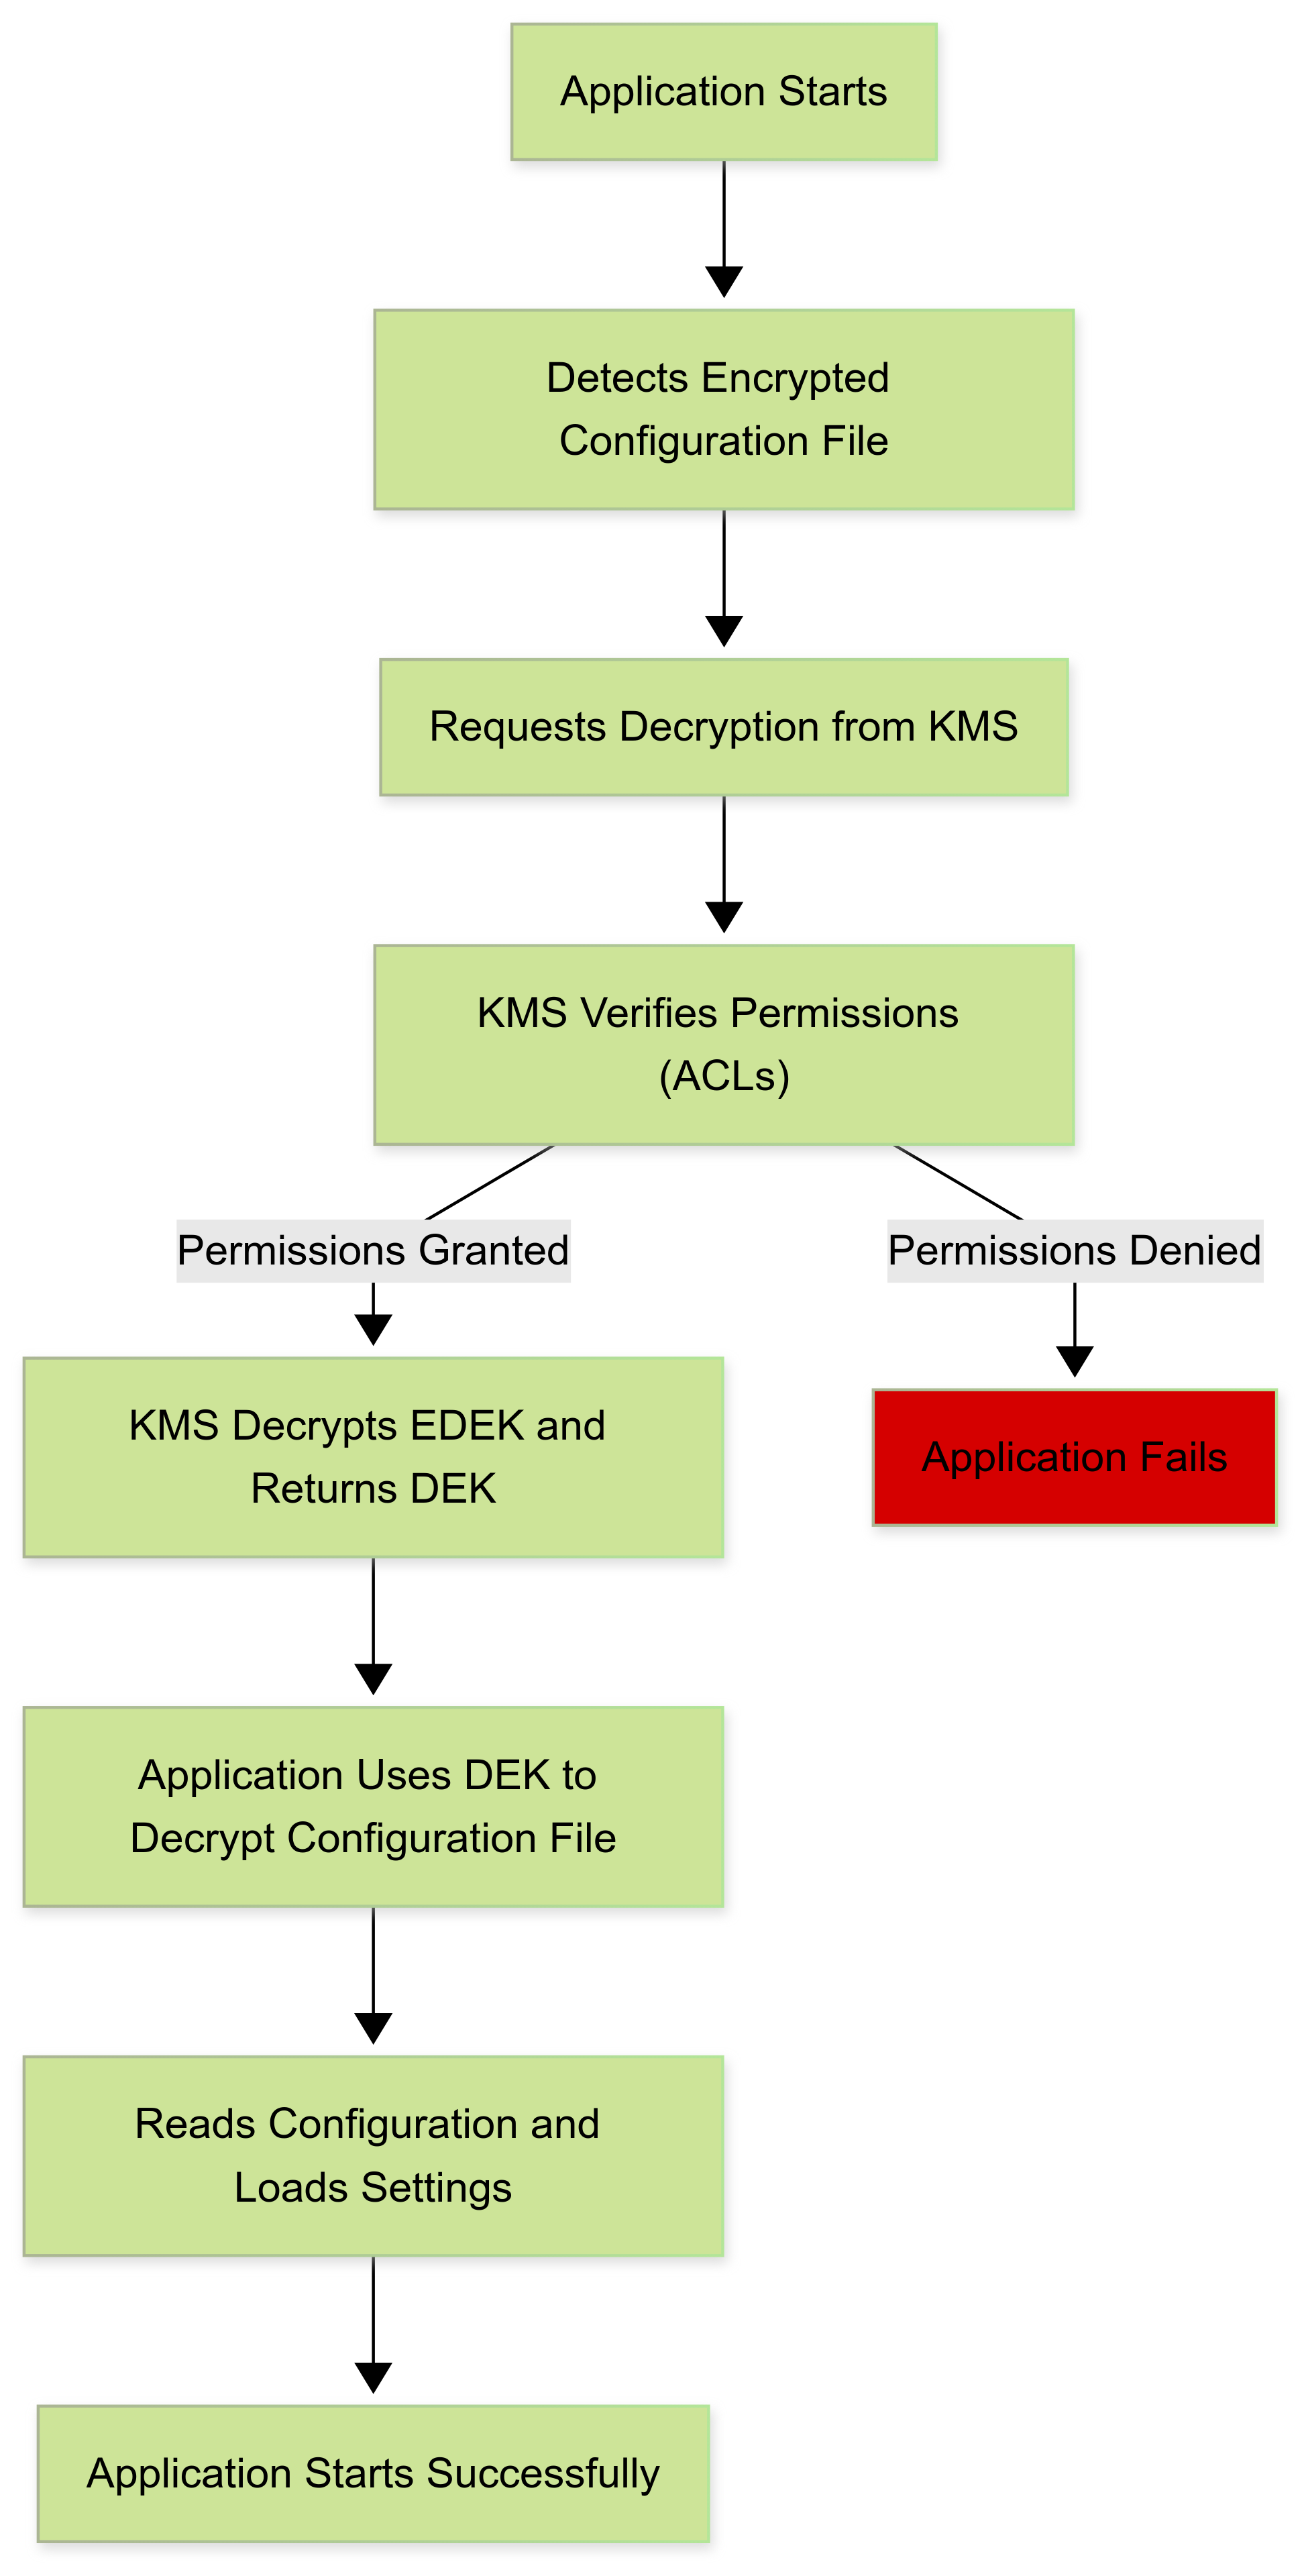 Application Starts
Detects Encrypted
Configuration File
Requests Decryption from KMS
KMS Verifies Permissions
(ACLs)
Permissions Granted
Permissions Denied
KMS Decrypts EDEK and
Returns DEK
Application Fails
Application Uses DEK to
Decrypt Configuration File
Reads Configuration and
Loads Settings
Application Starts Successfully